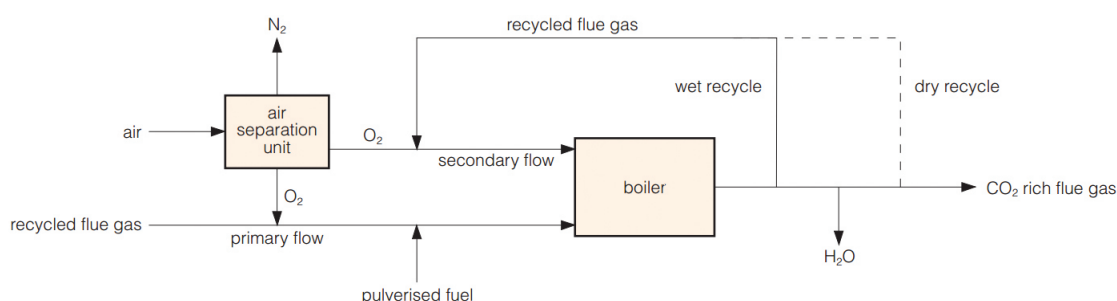 recycled flue gas
N₂
wet recycle
dry recycle
air
separation
unit
air
O₂
secondary flow
boiler
CO₂ rich flue gas
O₂
recycled flue gas
primary flow
H₂O
pulverised fuel